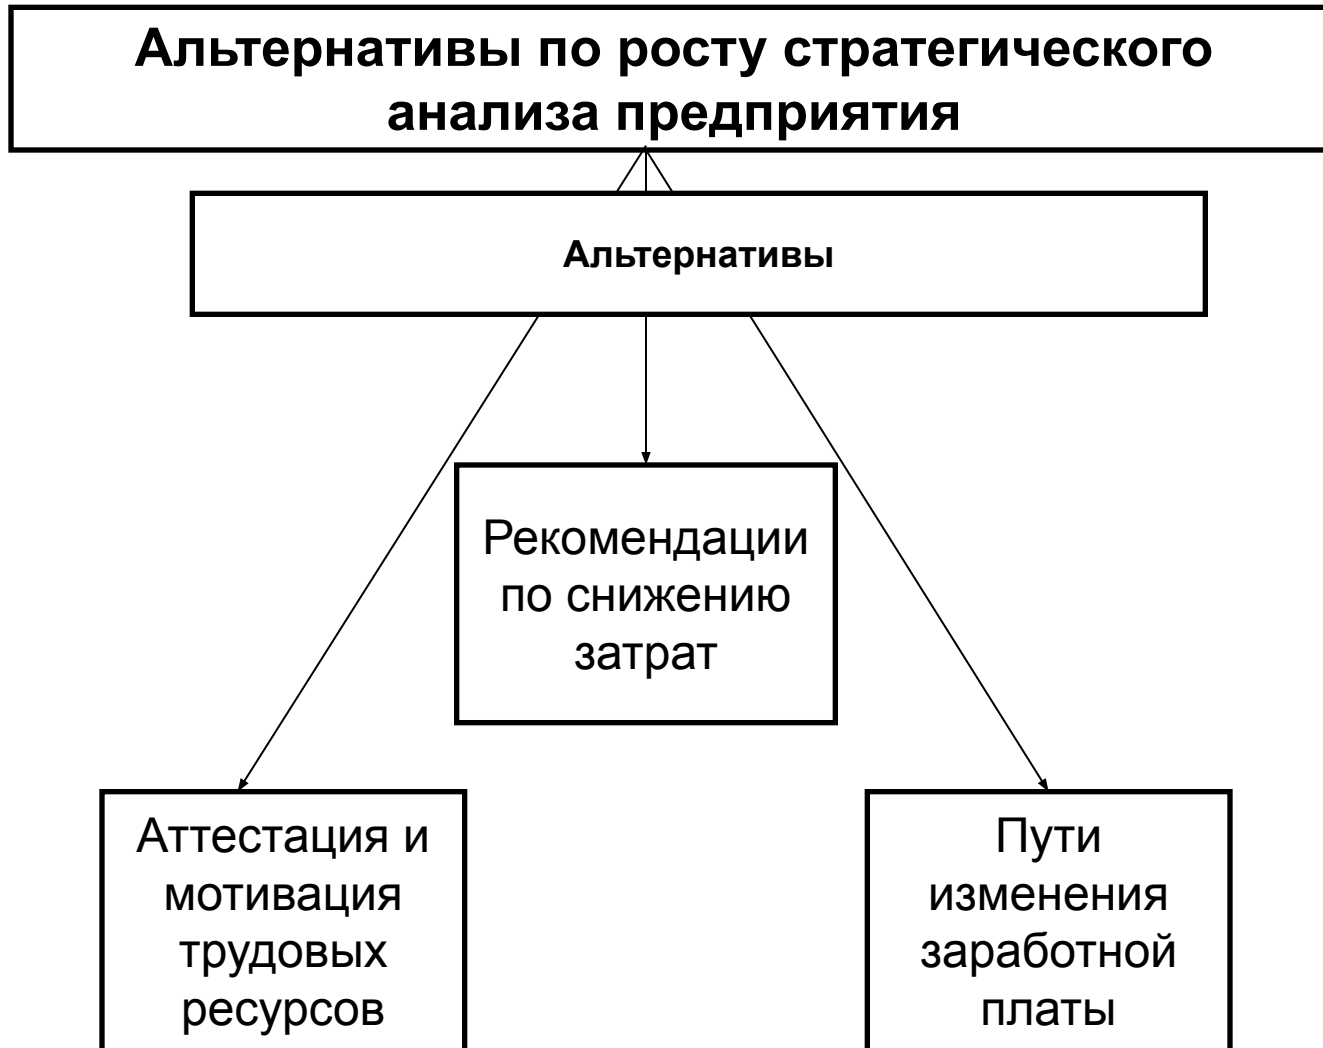 Альтернативы по росту стратегического
анализа предприятия
Альтернативы
Рекомендации
по снижению
затрат
Аттестация и
мотивация
трудовых
ресурсов
Пути
изменения
заработной
платы